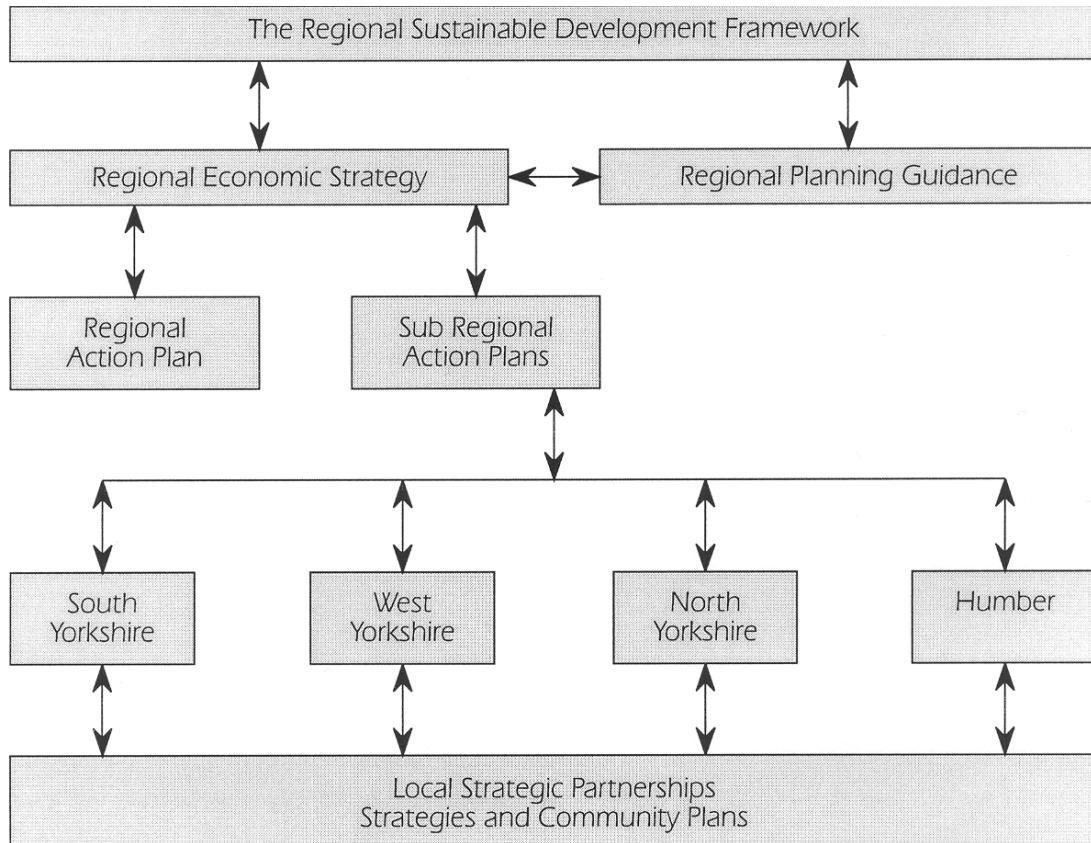 The Regional Sustainable Development Framework
Regional Economic Strategy
Regional Planning Guidance
Regional
Action Plan
Sub Regional
Action Plans
South
Yorkshire
West
Yorkshire
North
Yorkshire
Humber
Local Strategic Partnerships
Strategies and Community Plans